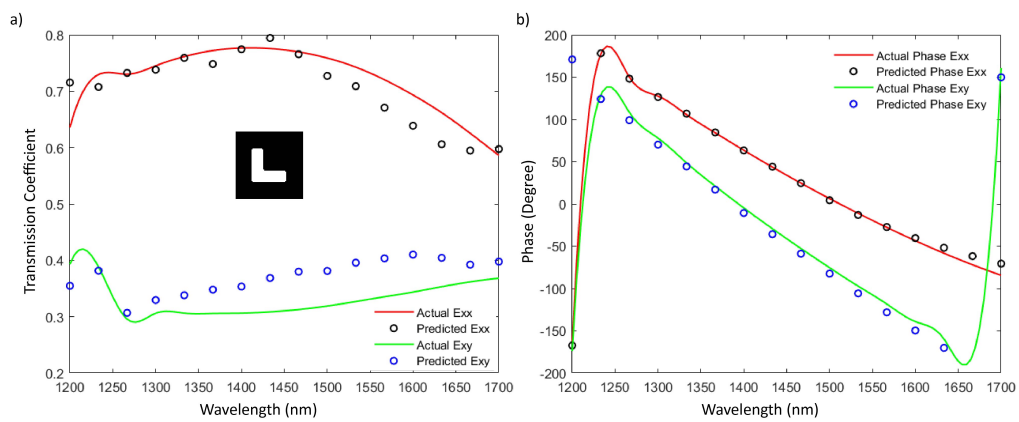 a)
0.8
0.7
0.6
0.5
0.4
0.3
0.2
Transmission Coefficient
Actual Exx
Predicted Exx
Actual Exy
Predicted Exy
1200 1250 1300 1350 1400 1450 1500 1550 1600 1650 1700
Wavelength (nm)
b)
200
150
100
50
0
-50
-100
-150
-200
Phase (Degree)
Actual Phase Exx
Predicted Phase Exx
Actual Phase Exy
Predicted Phase Exy
1200 1250 1300 1350 1400 1450 1500 1550 1600 1650 1700
Wavelength (nm)